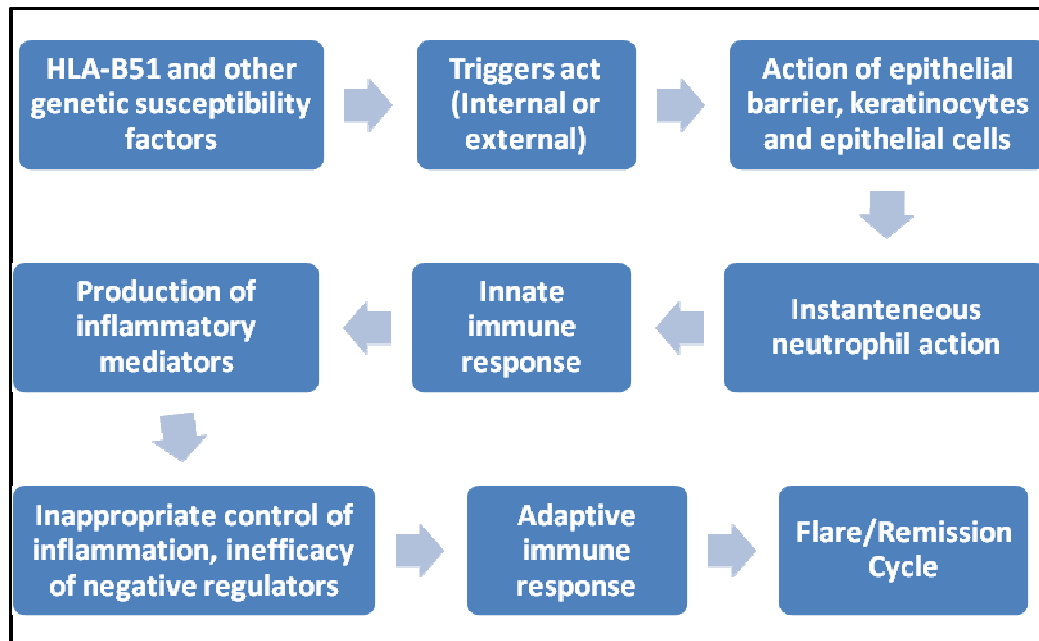 HLA-B51 and other
genetic susceptibility
factors
Triggers act
(Internal or
external)
Action of epithelial
barrier, keratinocytes
and epithelial cells
Instanteneous
neutrophil action
Innate
immune
response
Production of
inflammatory
mediators
Inappropriate control of
inflammation, inefficacy
of negative regulators
Adaptive
immune
response
Flare/Remission
Cycle